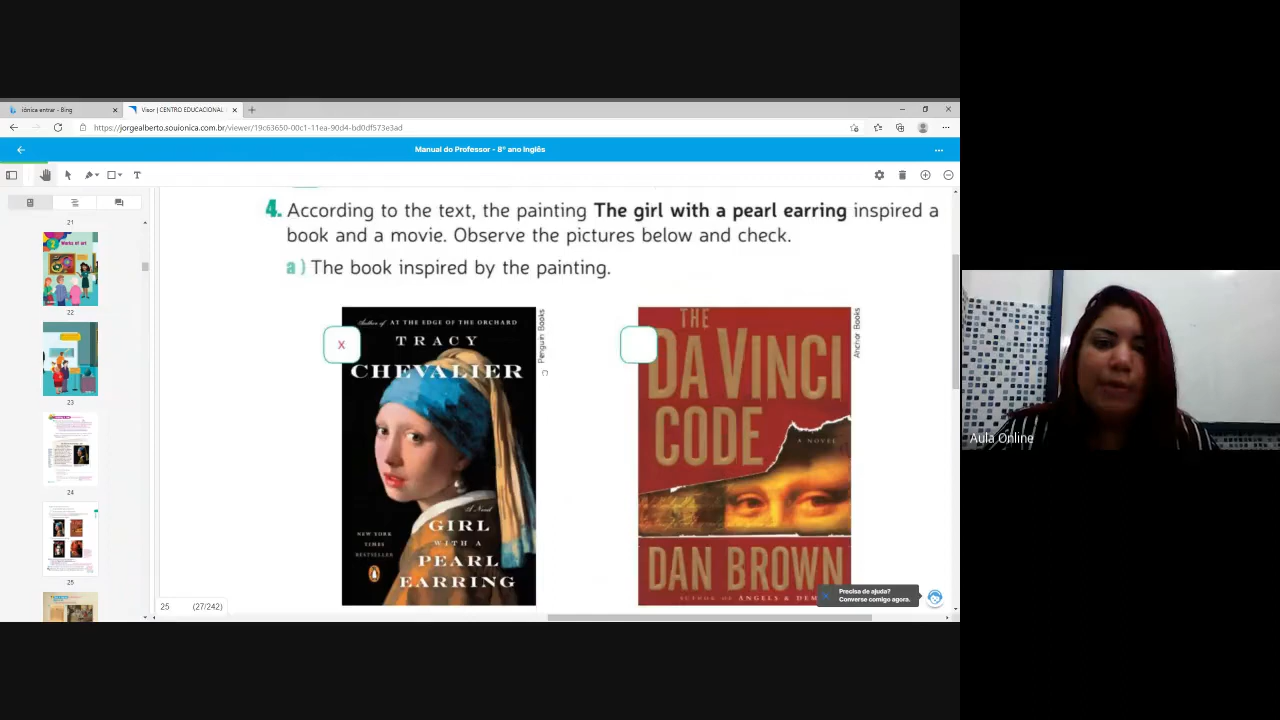 iônica entrar - Bing
Visor | CENTRO EDUCACIONAL
https://jorgealberto.souionica.com.br/viewer/19c63650-00c1-11ea-90d4-bd0df573e3ad
Manual do Professor - 8º ano Inglês
T
21
2 Works of art
22
23
24
25
4. According to the text, the painting The girl with a pearl earring inspired a
book and a movie. Observe the pictures below and check.
a) The book inspired by the painting.
Author of AT THE EDGE OF THE ORCHARD
TRACY
CHEVALIER
X
A Novel
GIRL
WITH A
PEARL
EARRING
NEW YORK
TIMES
BESTSELLER
Penguin Books
THE
DA VINCI
CODE
A NOVEL
DAN BROWN
AUTHOR OF ANGELS & DEM
Anchor Books
25 (27/242)
Precisa de ajuda?
Converse comigo agora.
Aula Online